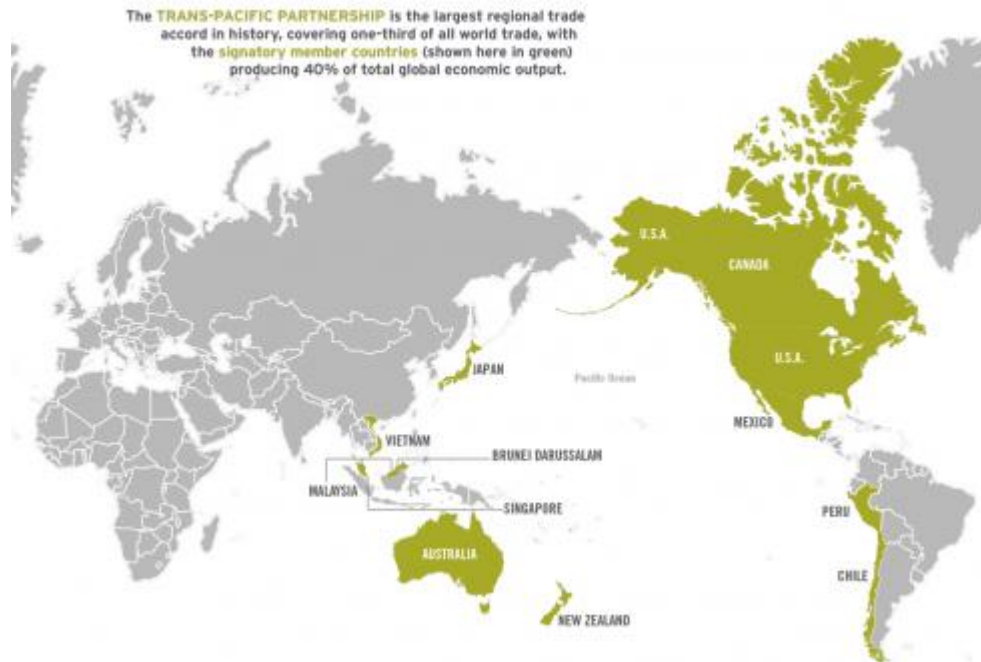 The TRANS-PACIFIC PARTNERSHIP is the largest regional trade
accord in history, covering one-third of all world trade, with
the signatory member countries (shown here in green)
producing 40% of total global economic output.
U.S.A.
CANADA
U.S.A.
JAPAN
Pacific Ocean
MEXICO
VIETNAM
BRUNEI DARUSSALAM
MALAYSIA
SINGAPORE
PERU
AUSTRALIA
CHILE
NEW ZEALAND